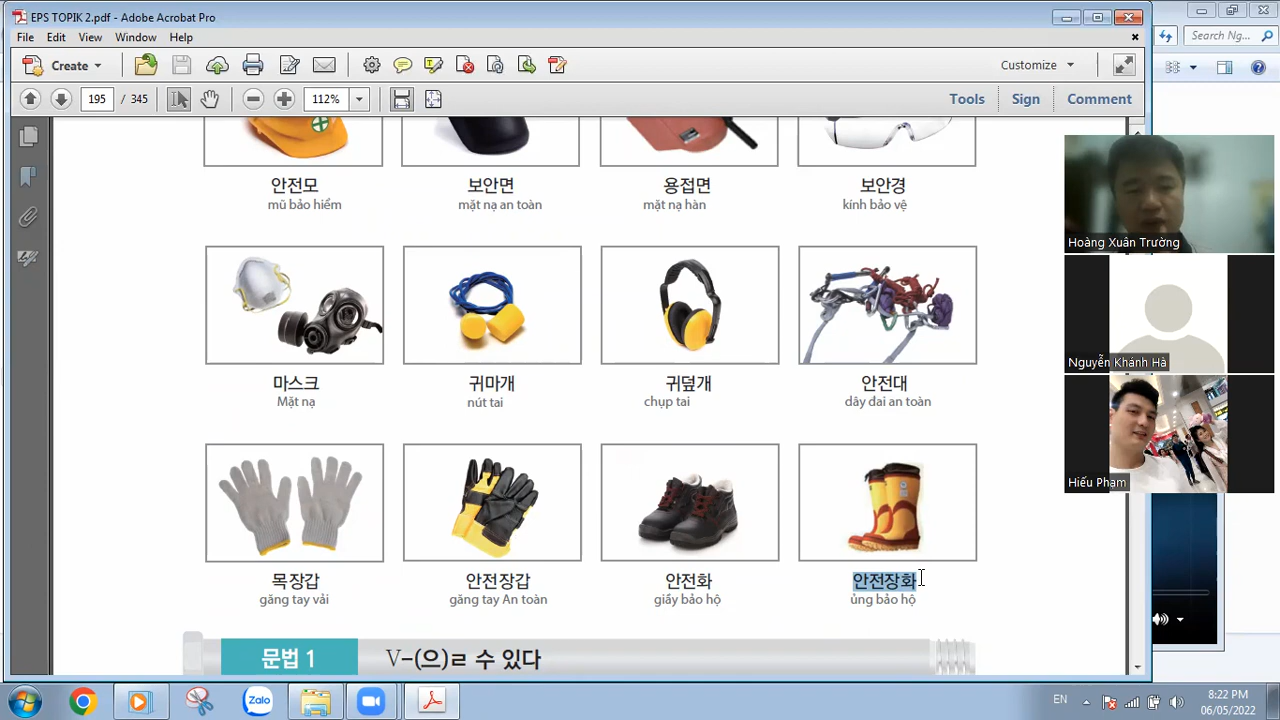 EPS TOPIK 2.pdf - Adobe Acrobat Pro
Search Ng...
File Edit View Window Help
Create
Customize
195 / 345
112%
Tools Sign Comment
안전모 보안면 용접면 보안경
mũ bảo hiểm mặt nạ an toàn mặt nạ hàn kính bảo vệ
Hoàng Xuân Trường
Nguyễn Khánh Hà
마스크 귀마개 귀덮개 안전대
Mặt nạ nút tai chụp tai dây đai an toàn
Hiếu Phạm
목장갑 안전장갑 안전화 안전장화
găng tay vải găng tay An toàn giầy bảo hộ ủng bảo hộ
문법 1 V-(으)ㄹ 수 있다
Zalo
EN
8:22 PM
06/05/2022